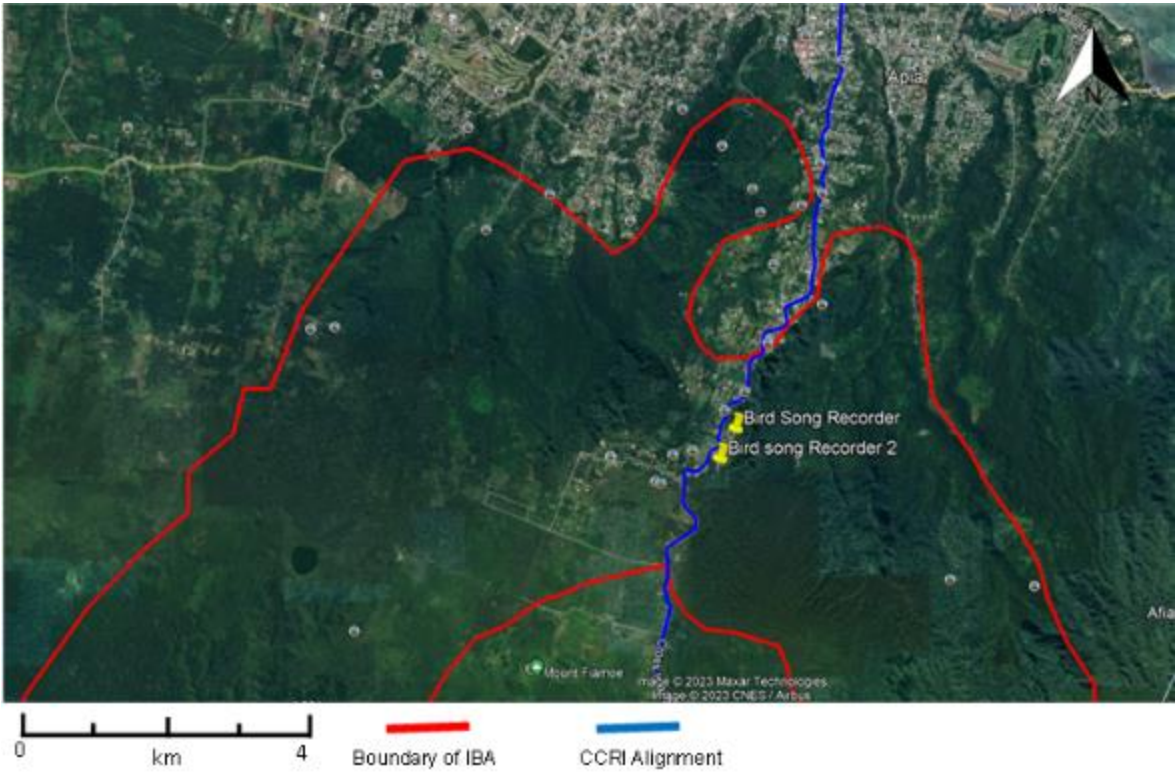 Apia
N
Bird Song Recorder
Bird song Recorder 2
Afia
Mount Fiamoe
Image © 2023 Maxar Technologies
Image © 2023 CNES / Airbus
0
km
4
Boundary of IBA
CCRI Alignment